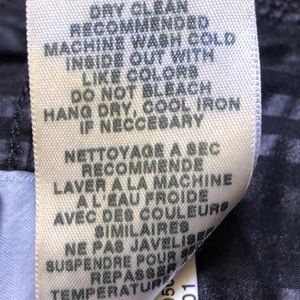 DRY CLEAN
RECOMMENDED
MACHINE WASH COLD
INSIDE OUT WITH
LIKE COLORS
DO NOT BLEACH
HANG DRY, COOL IRON
IF NECCESARY
NETTOYAGE A SEC
RECOMMENDE
LAVER A LA MACHINE
A L'EAU FROIDE
AVEC DES COULEURS
SIMILAIRES
NE PAS JAVELISER
SUSPENDRE POUR
REPASSER